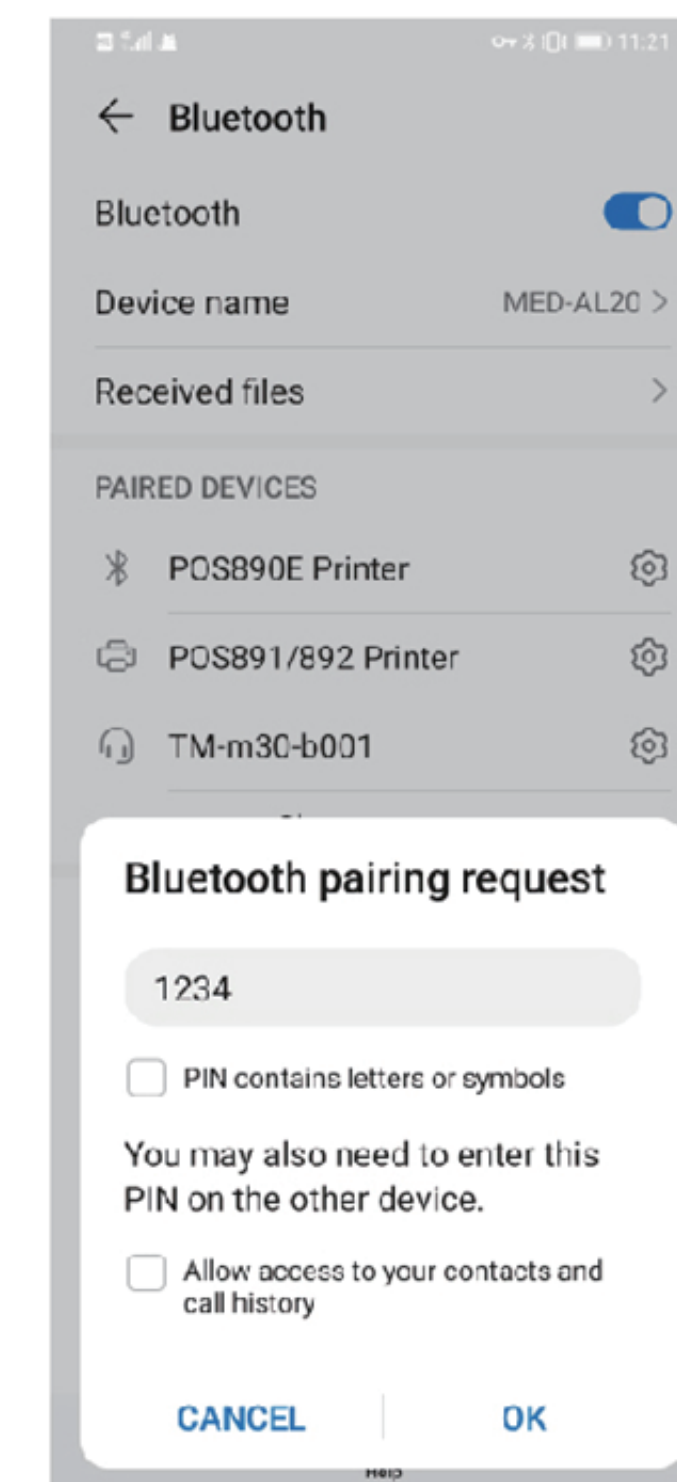 11:21
Bluetooth
Bluetooth
Device name MED-AL20 >
Received files >
PAIRED DEVICES
POS890E Printer
POS891/892 Printer
TM-m30-b001
Bluetooth pairing request
1234
PIN contains letters or symbols
You may also need to enter this
PIN on the other device.
Allow access to your contacts and
call history
CANCEL OK
Help